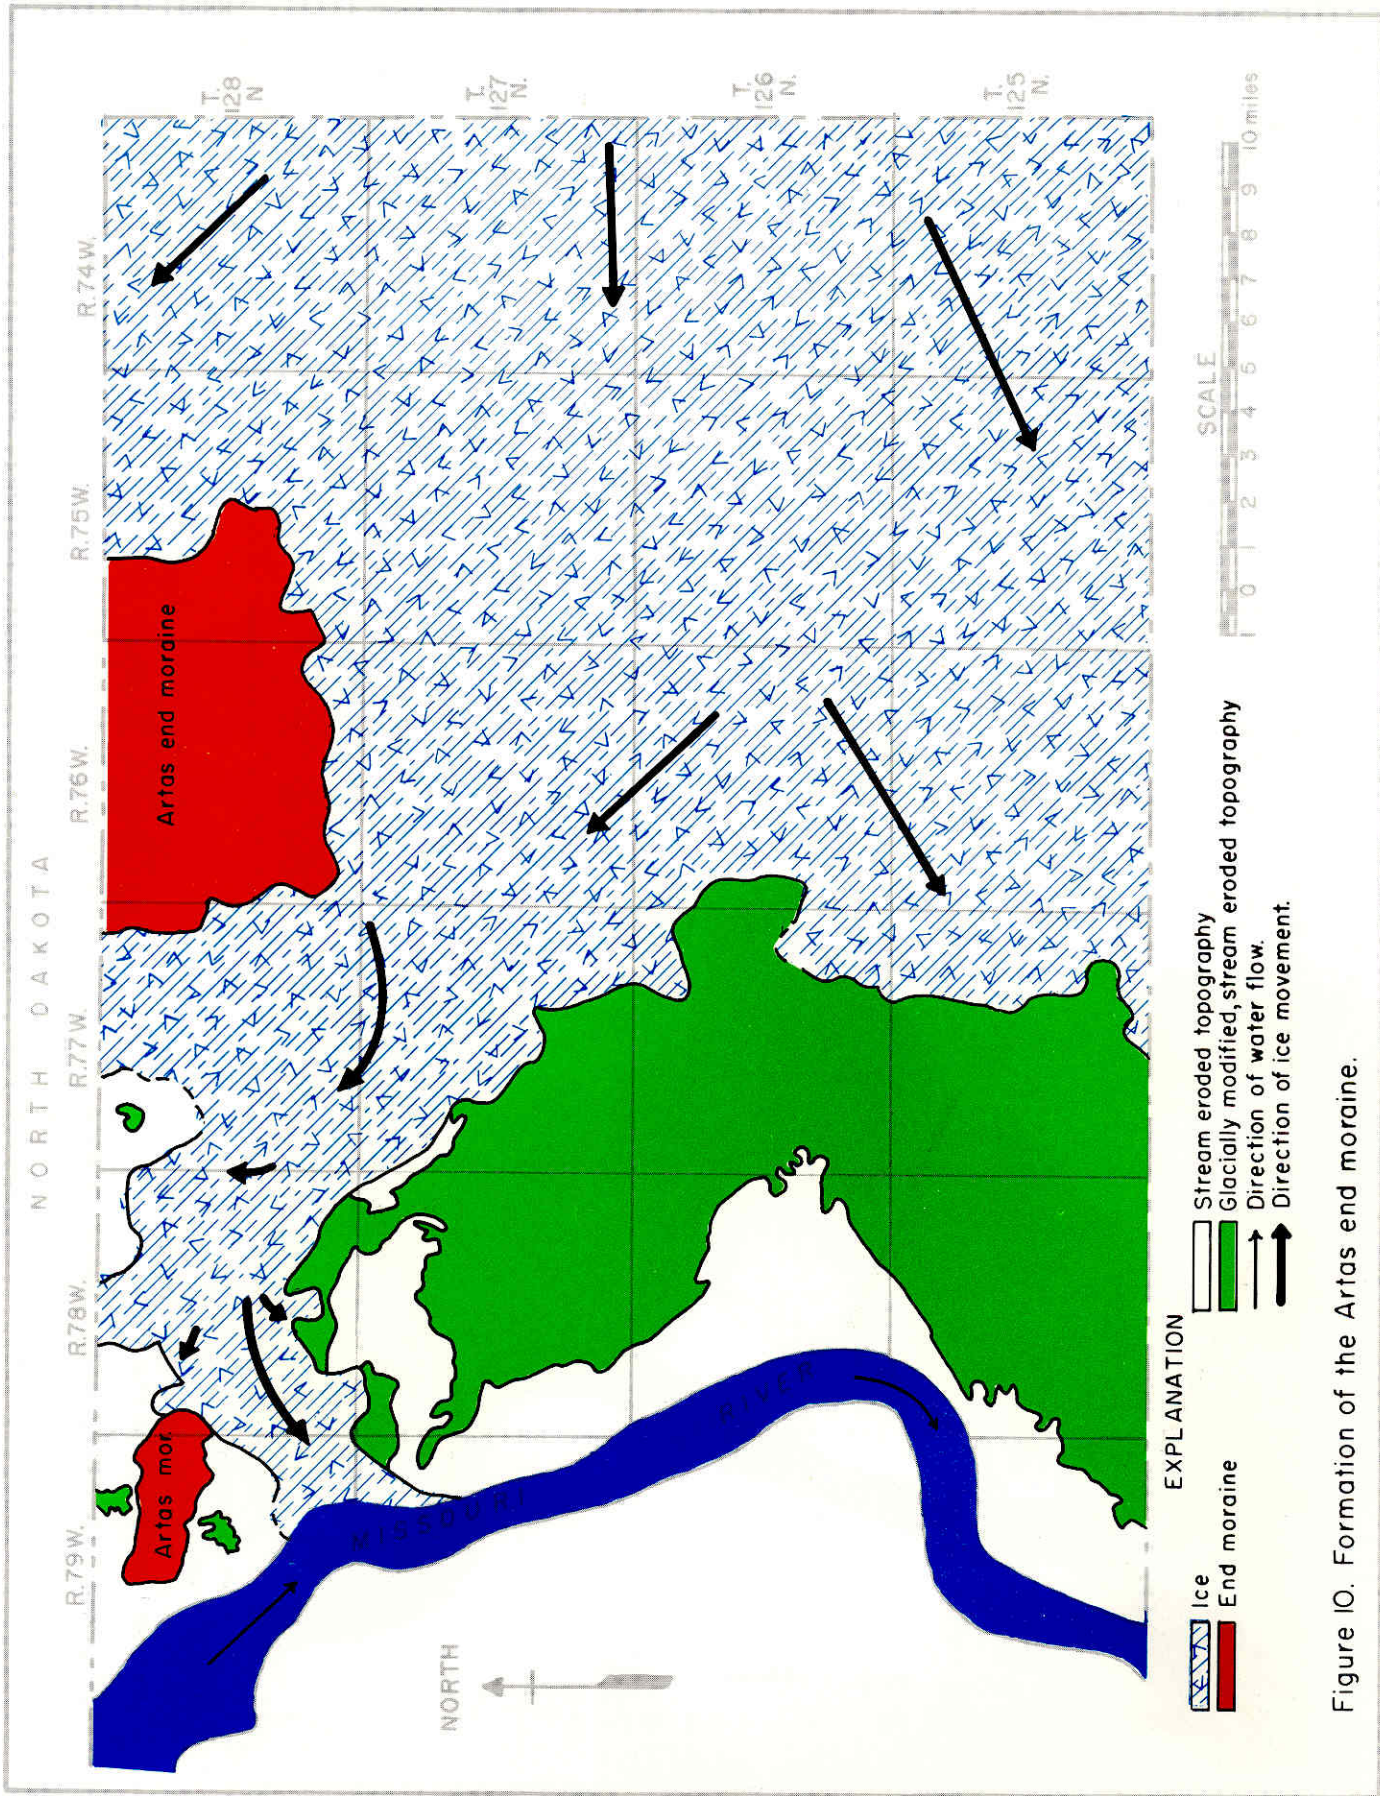 NORTH DAKOTA
R.79W.
R.78W.
R.77W.
R.76W.
R.75W.
R.74W.
T.
128
N
T.
127
N.
T.
126
N.
T.
125
N.
Artas mor.
Artas end moraine
MISSOURI
RIVER
NORTH
EXPLANATION
Ice
End moraine
Stream eroded topography
Glacially modified, stream eroded topography
Direction of water flow.
Direction of ice movement.
SCALE
1 0 1 2 3 4 5 6 7 8 9 10 miles
Figure 10. Formation of the Artas end moraine.